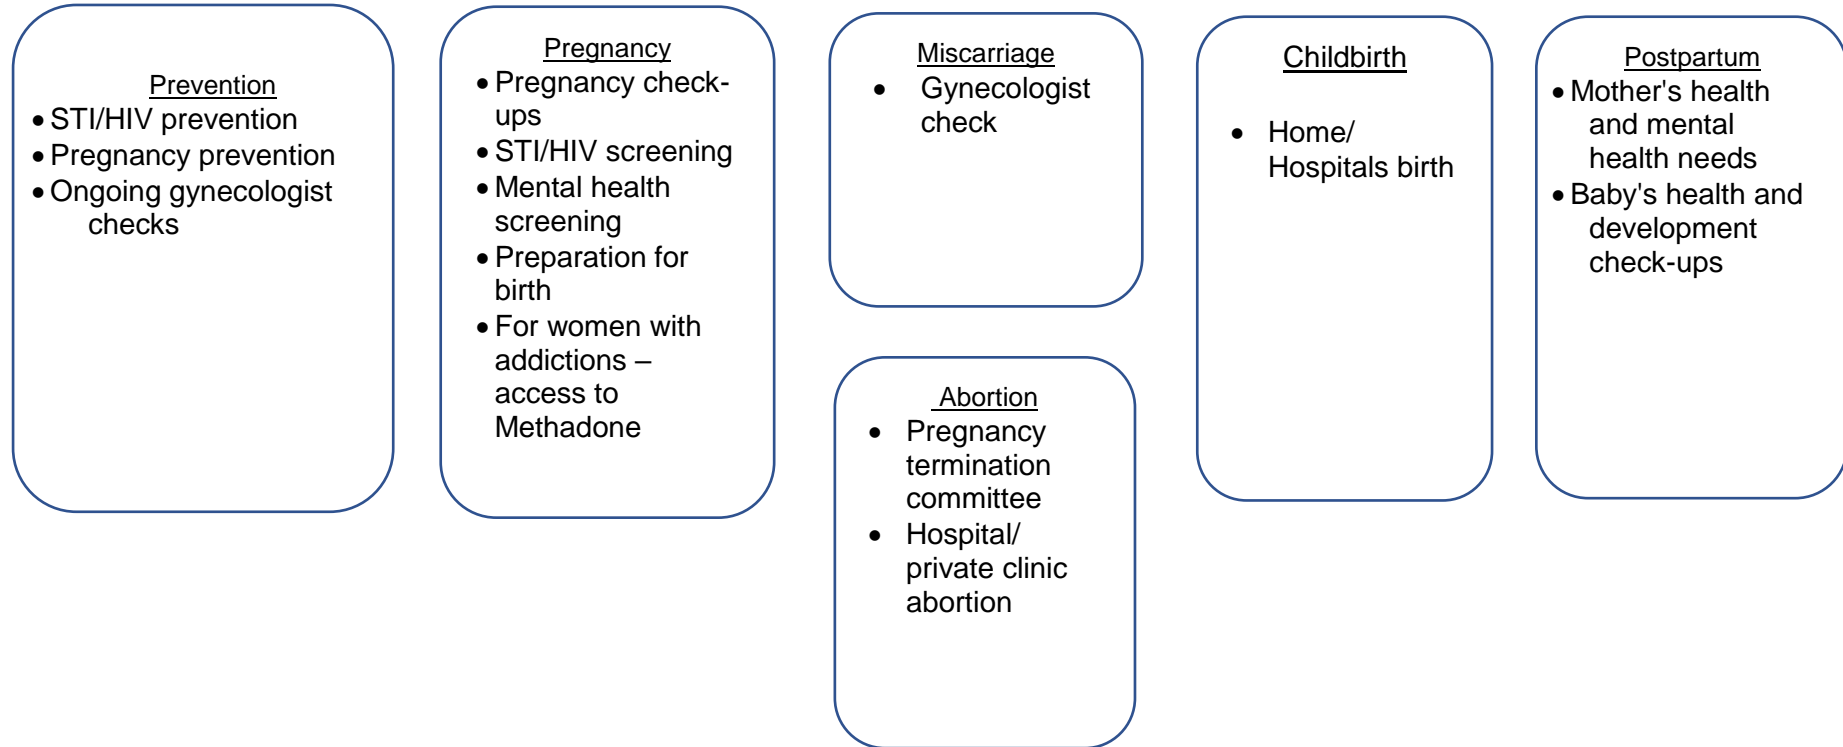 Prevention
• STI/HIV prevention
• Pregnancy prevention
• Ongoing gynecologist
checks
Pregnancy
• Pregnancy check-
ups
• STI/HIV screening
• Mental health
screening
• Preparation for
birth
• For women with
addictions –
access to
Methadone
Miscarriage
• Gynecologist
check
Abortion
• Pregnancy
termination
committee
• Hospital/
private clinic
abortion
Childbirth
• Home/
Hospitals birth
Postpartum
• Mother's health
and mental
health needs
• Baby's health and
development
check-ups